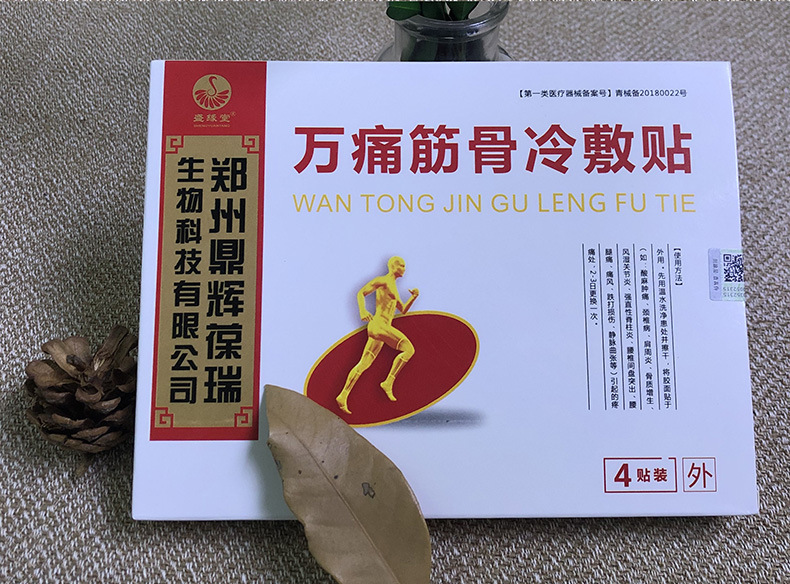 【第一类医疗器械备案号】青械备20180022号
万痛筋骨冷敷贴
WAN TONG JIN GU LENG FU TIE
郑州鼎辉葆瑞
生物科技有限公司
【使用方法】
外用。先用温水洗净患处并擦干，将胶面贴于
（如：酸麻肿痛、颈椎病、肩周炎、骨质增生、
风湿关节炎、强直性脊柱炎、腰椎间盘突出、腰
腿痛、痛风、跌打损伤、静脉曲张等）引起的疼
痛处，2-3日更换一次。
4贴装
外